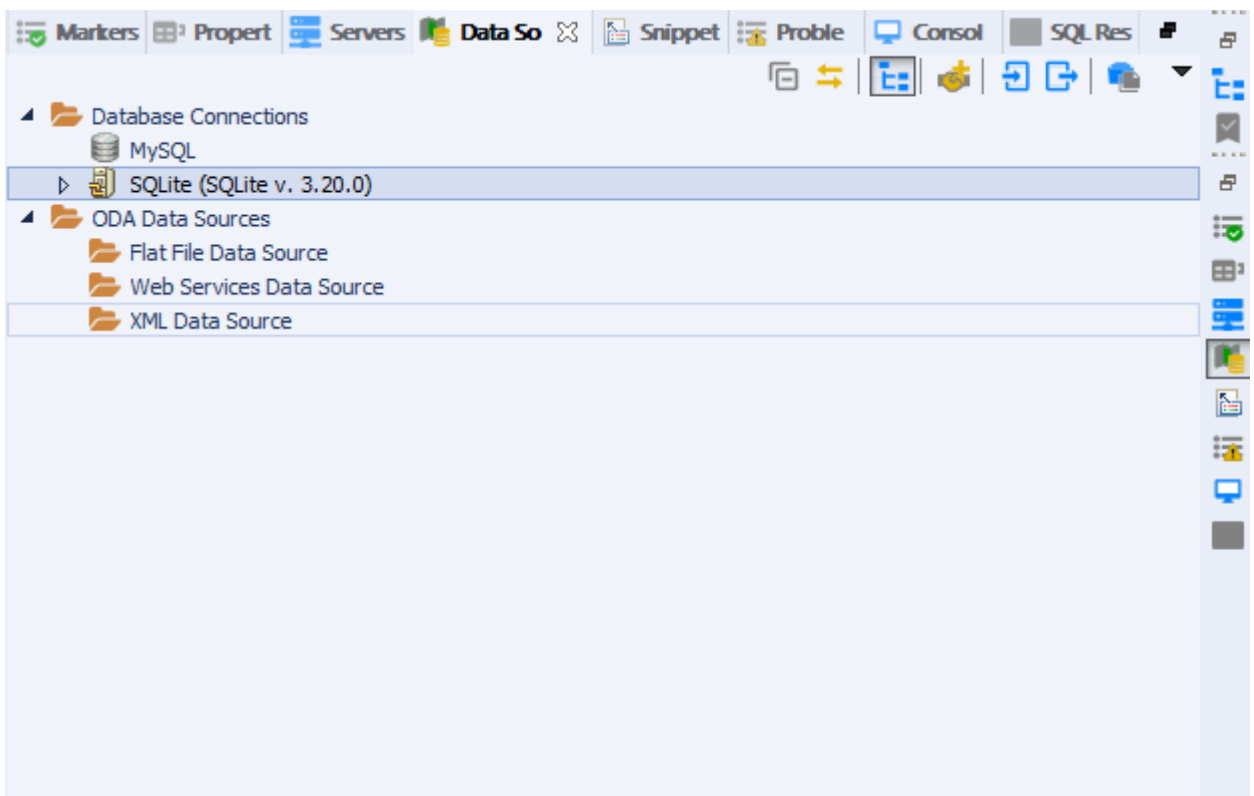 Markers Propert Servers Data So Snippet Proble Consol SQL Res
Database Connections
MySQL
SQLite (SQLite v. 3.20.0)
ODA Data Sources
Flat File Data Source
Web Services Data Source
XML Data Source